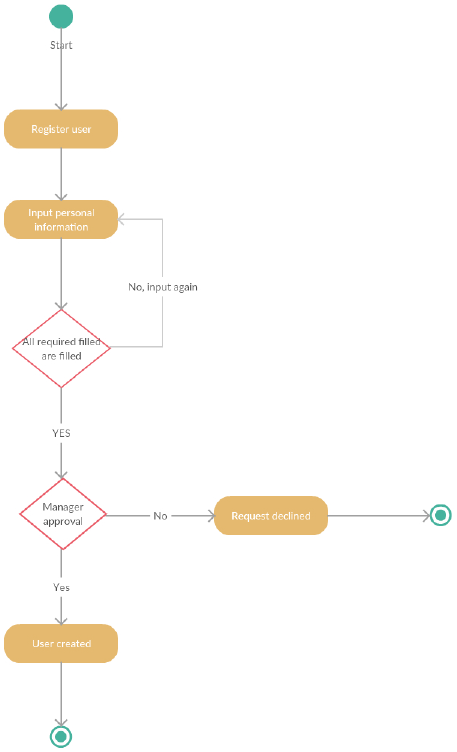 Start
Register user
Input personal
information
No, input again
All required filled
are filled
YES
Manager
approval
No
Request declined
Yes
User created